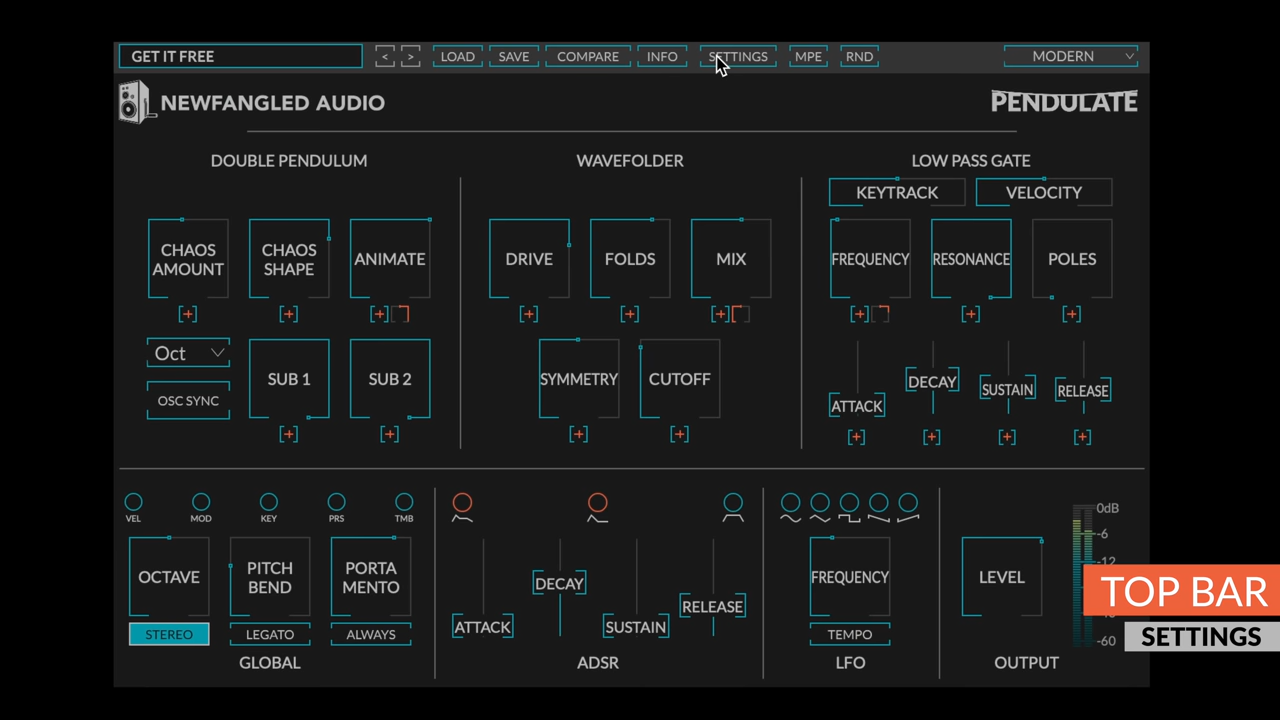 GET IT FREE
< >
LOAD
SAVE
COMPARE
INFO
SETTINGS
MPE
RND
MODERN
NEWFANGLED AUDIO
PENDULATE
DOUBLE PENDULUM
CHAOS
AMOUNT
CHAOS
SHAPE
ANIMATE
Oct
OSC SYNC
SUB 1
SUB 2
WAVEFOLDER
DRIVE
FOLDS
MIX
SYMMETRY
CUTOFF
LOW PASS GATE
KEYTRACK
VELOCITY
FREQUENCY
RESONANCE
POLES
ATTACK
DECAY
SUSTAIN
RELEASE
VEL
MOD
KEY
PRS
TMB
OCTAVE
PITCH
BEND
PORTA
MENTO
STEREO
LEGATO
ALWAYS
GLOBAL
ATTACK
DECAY
SUSTAIN
RELEASE
ADSR
FREQUENCY
TEMPO
LFO
LEVEL
OUTPUT
0dB
-6
-12
-60
TOP BAR
SETTINGS